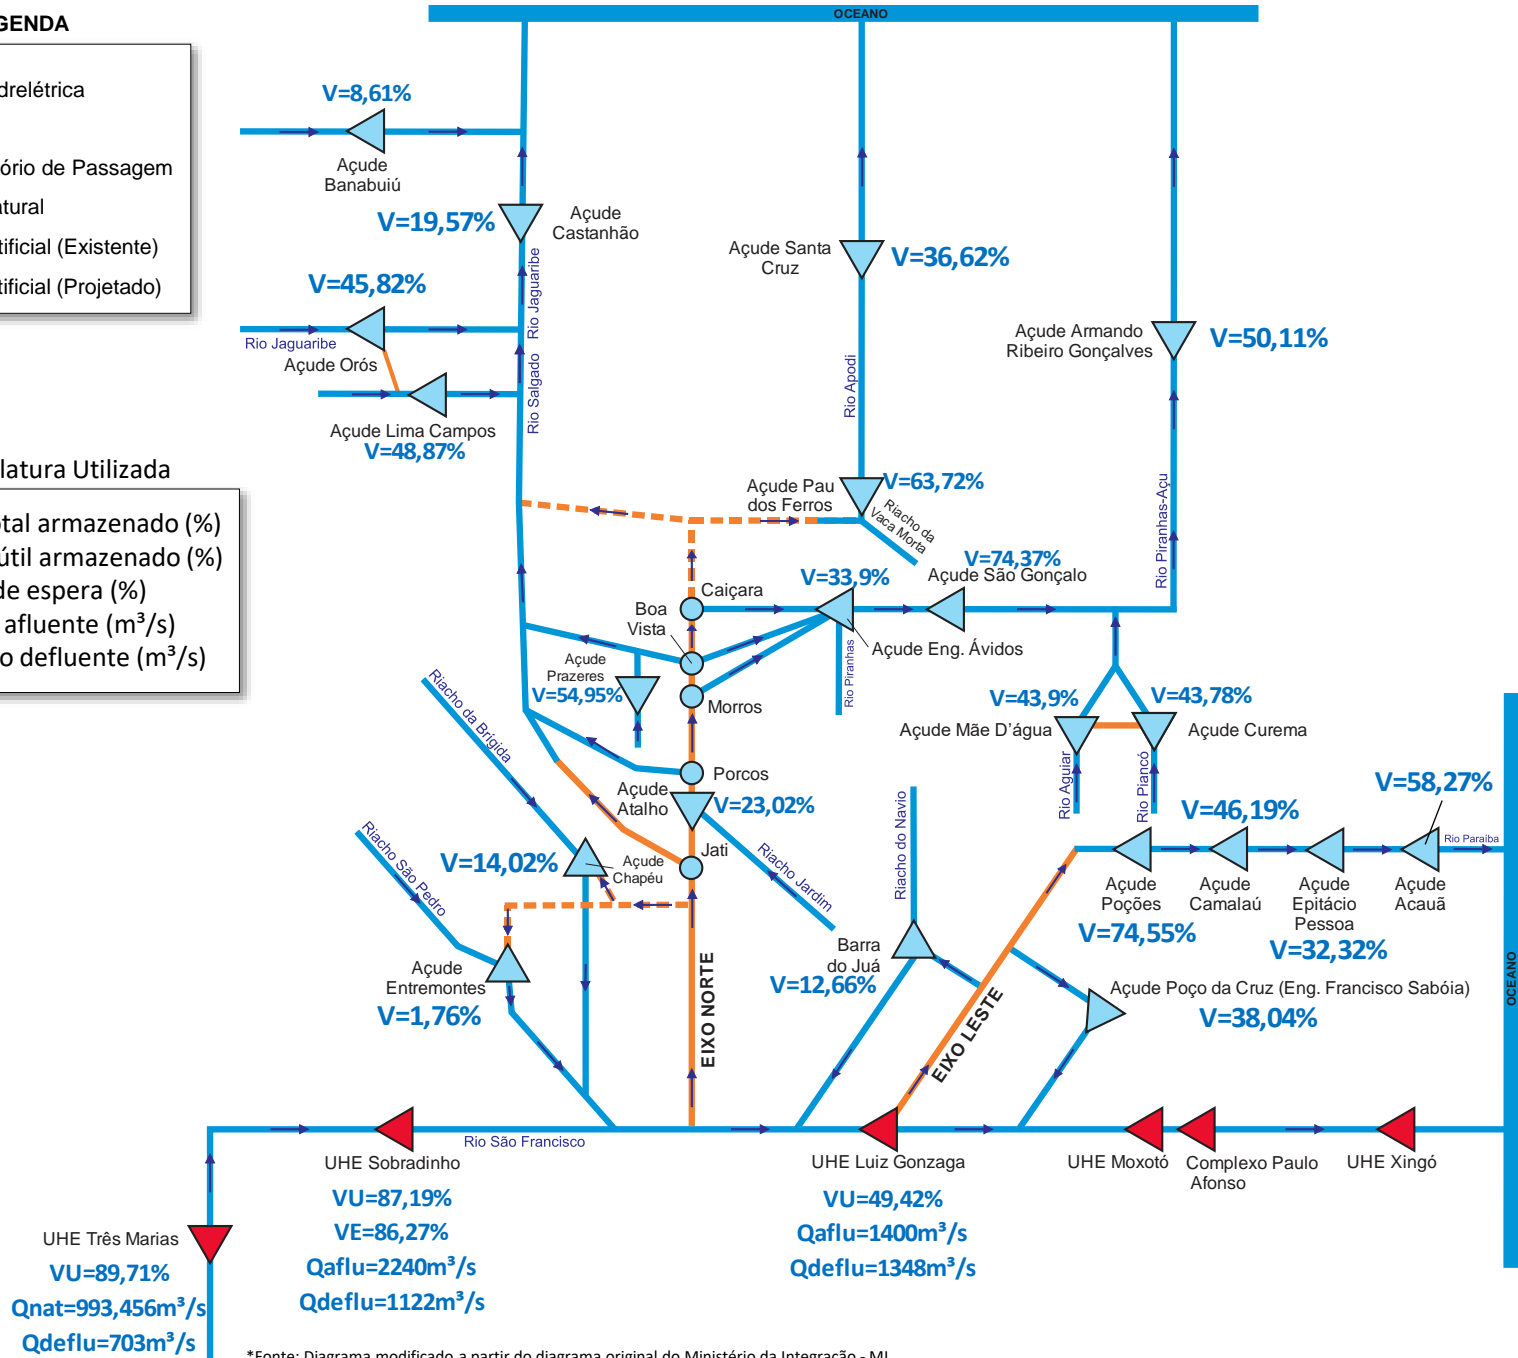 OCEANO
GENDA
drelétrica
ório de Passagem
atural
tificial (Existente)
tificial (Projetado)
V=8,61%
Açude
Banabuiú
V=19,57%
Açude
Castanhão
Rio Jaguaribe
V=45,82%
Rio Jaguaribe
Açude Orós
Rio Salgado
Açude Lima Campos
V=48,87%
Açude Santa
Cruz
V=36,62%
Rio Apodi
Açude Armando
Ribeiro Gonçalves
V=50,11%
Rio Piranhas-Açu
latura Utilizada
otal armazenado (%)
útil armazenado (%)
de espera (%)
afluente (m³/s)
o defluente (m³/s)
Açude Pau
dos Ferros
V=63,72%
Riacho da
Vaca Morta
V=74,37%
Açude São Gonçalo
V=33,9%
Caiçara
Boa
Vista
Açude Eng. Ávidos
Rio Piranhas
Açude
Prazeres
V=54,95%
Morros
Riacho da Brígida
Porcos
Açude
Atalho
V=23,02%
V=43,9%
V=43,78%
Açude Mãe D'água
Açude Curema
Rio Aguiar
Rio Piancó
V=58,27%
V=46,19%
Rio Paraíba
Riacho São Pedro
V=14,02%
Açude
Chapéu
Jati
Riacho Jardim
Riacho do Navio
Açude
Poções
V=74,55%
Açude
Camalaú
Açude
Epitácio
Pessoa
V=32,32%
Açude
Acauã
Açude
Entremontes
V=1,76%
EIXO NORTE
Barra
do Juá
V=12,66%
EIXO LESTE
Açude Poço da Cruz (Eng. Francisco Sabóia)
V=38,04%
OCEANO
Rio São Francisco
UHE Sobradinho
VU=87,19%
VE=86,27%
Qaflu=2240m³/s
Qdeflu=1122m³/s
UHE Luiz Gonzaga
VU=49,42%
Qaflu=1400m³/s
Qdeflu=1348m³/s
UHE Moxotó
Complexo Paulo
Afonso
UHE Xingó
UHE Três Marias
VU=89,71%
Qnat=993,456m³/s
Qdeflu=703m³/s
*Fonte: Diagrama modificado a partir do diagrama original do Ministério da Integração - MI